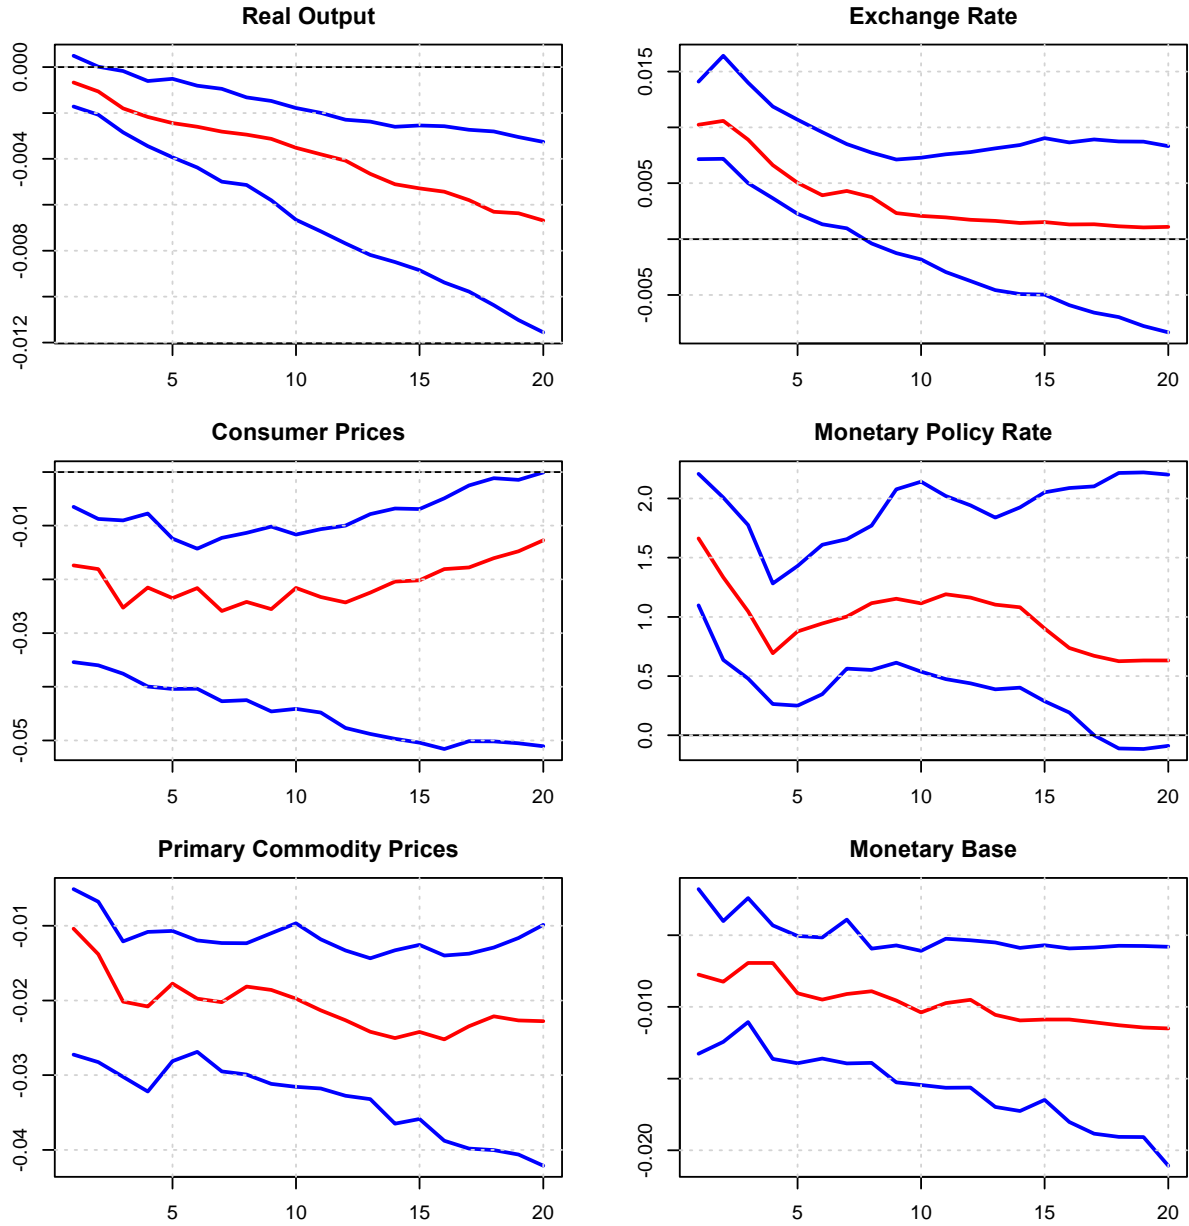 Real Output
0.000
-0.004
-0.008
-0.012
5 10 15 20
Exchange Rate
0.015
0.005
-0.005
5 10 15 20
Consumer Prices
-0.01
-0.03
-0.05
5 10 15 20
Monetary Policy Rate
2.0
1.5
1.0
0.5
0.0
5 10 15 20
Primary Commodity Prices
-0.01
-0.02
-0.03
-0.04
5 10 15 20
Monetary Base
-0.010
-0.020
5 10 15 20